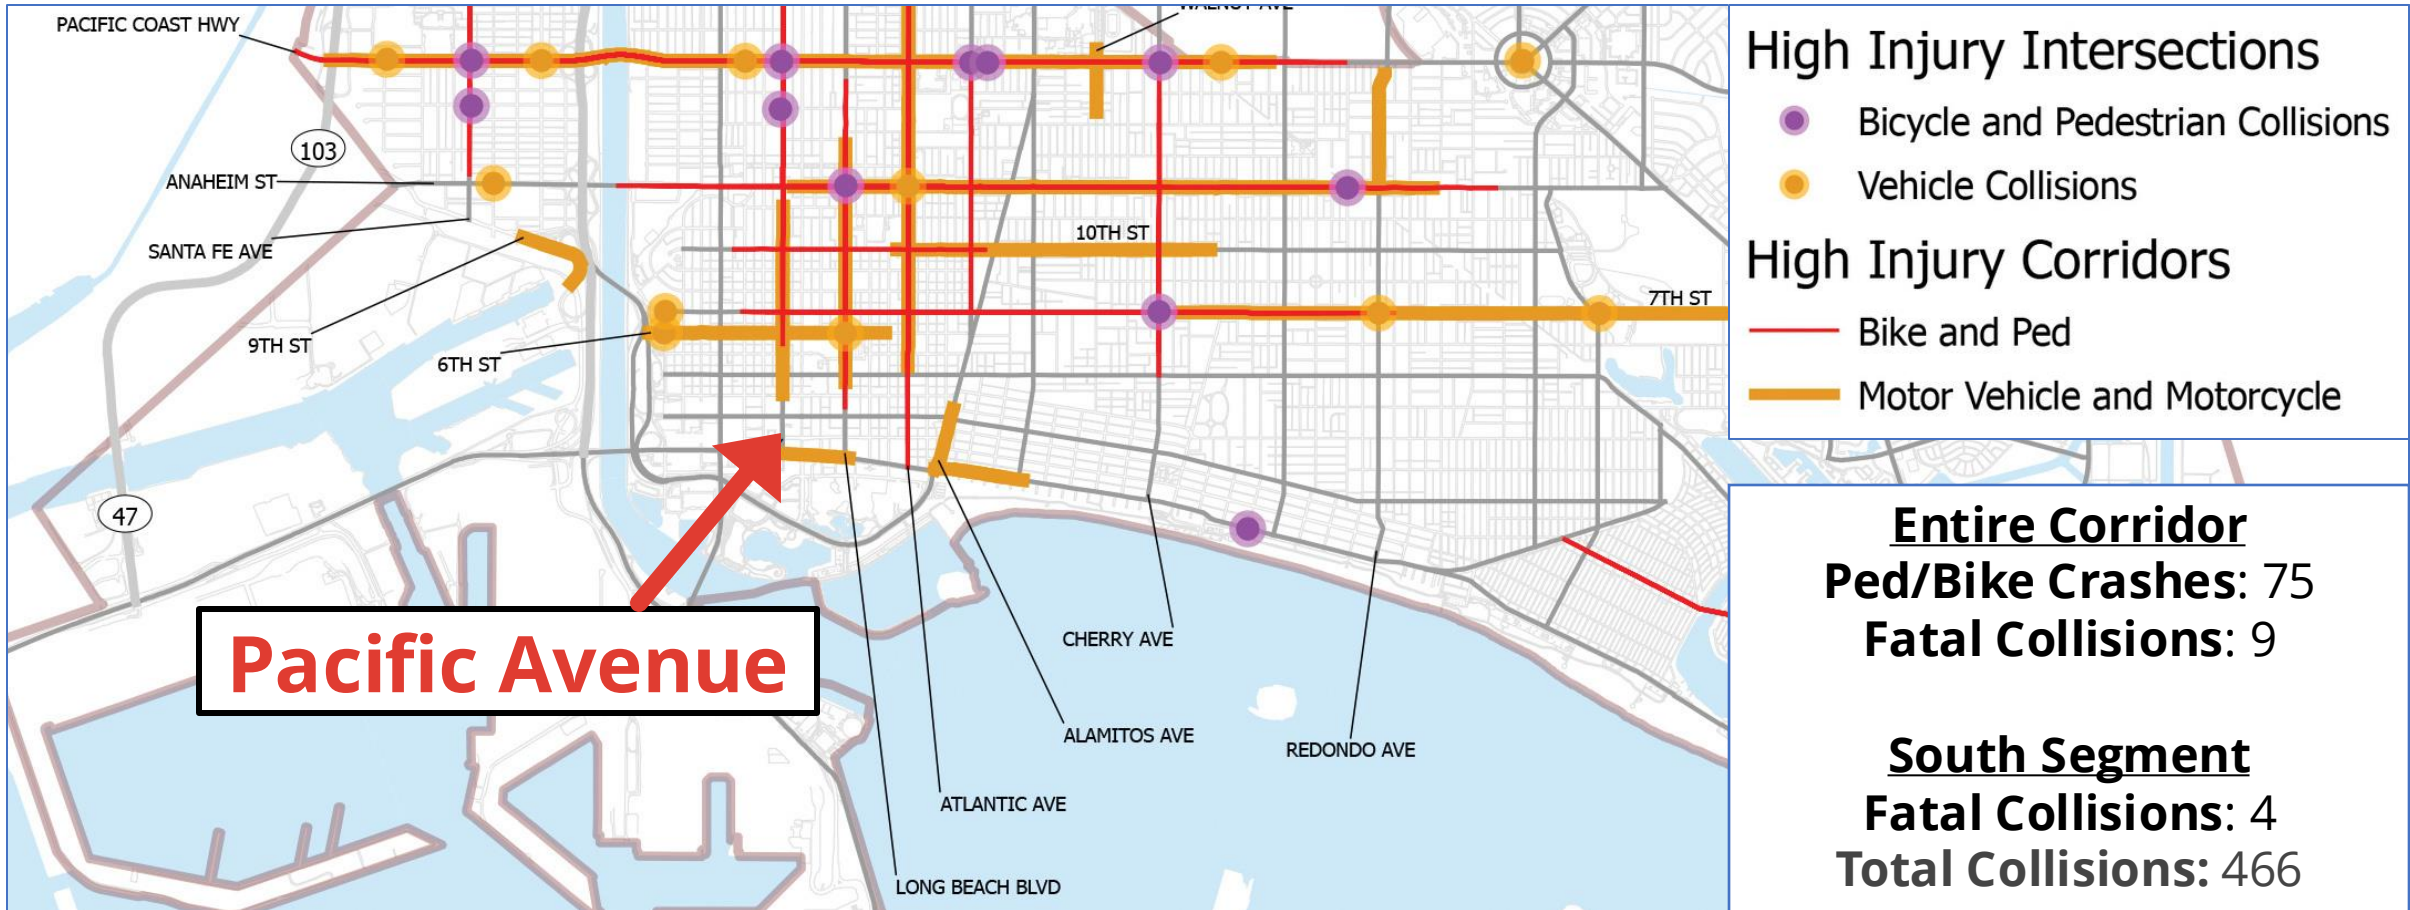 PACIFIC COAST HWY
WALNUT AVE
103
ANAHEIM ST
SANTA FE AVE
10TH ST
7TH ST
9TH ST
6TH ST
47
Pacific Avenue
CHERRY AVE
ALAMITOS AVE
REDONDO AVE
ATLANTIC AVE
LONG BEACH BLVD
High Injury Intersections
Bicycle and Pedestrian Collisions
Vehicle Collisions
High Injury Corridors
Bike and Ped
Motor Vehicle and Motorcycle
Entire Corridor
Ped/Bike Crashes: 75
Fatal Collisions: 9
South Segment
Fatal Collisions: 4
Total Collisions: 466